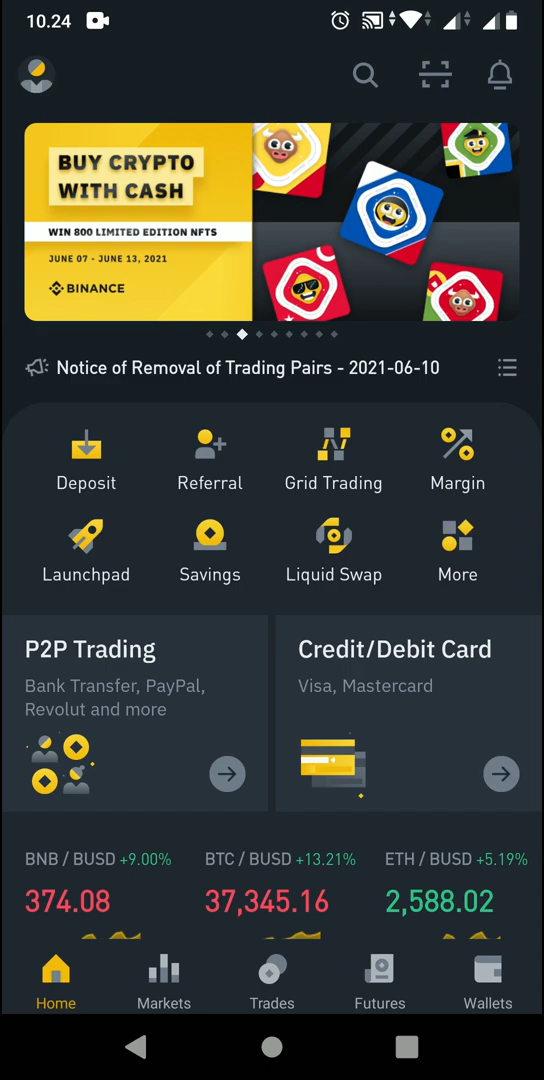 10.24
BUY CRYPTO
WITH CASH
WIN 800 LIMITED EDITION NFTS
JUNE 07 - JUNE 13, 2021
BINANCE
Notice of Removal of Trading Pairs - 2021-06-10
Deposit Referral Grid Trading Margin
Launchpad Savings Liquid Swap More
P2P Trading
Bank Transfer, PayPal,
Revolut and more
Credit/Debit Card
Visa, Mastercard
BNB / BUSD +9.00% BTC / BUSD +13.21% ETH / BUSD +5.19%
374.08 37,345.16 2,588.02
Home Markets Trades Futures Wallets